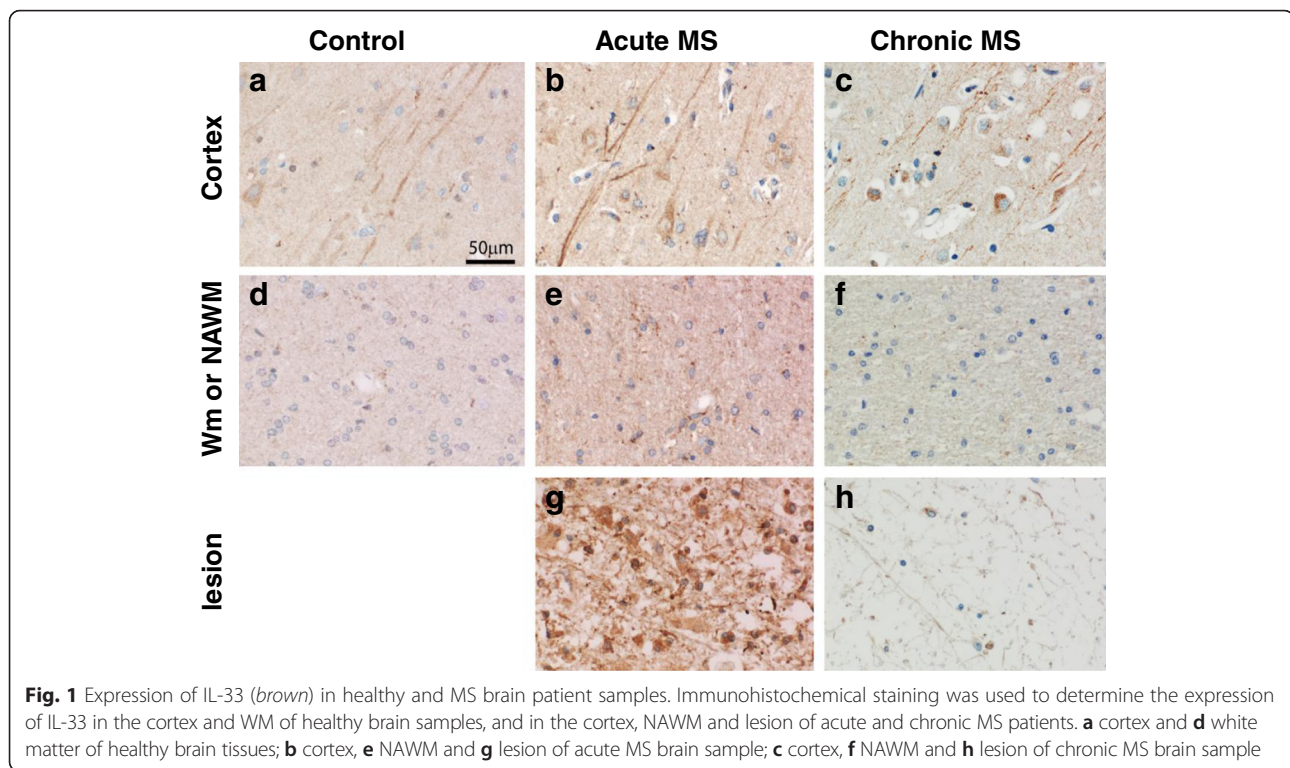 Control Acute MS Chronic MS
Cortex
a b c
50μm
Wm or NAWM
d e f
lesion
g h
Fig. 1 Expression of IL-33 (brown) in healthy and MS brain patient samples. Immunohistochemical staining was used to determine the expression
of IL-33 in the cortex and WM of healthy brain samples, and in the cortex, NAWM and lesion of acute and chronic MS patients. a cortex and d white
matter of healthy brain tissues; b cortex, e NAWM and g lesion of acute MS brain sample; c cortex, f NAWM and h lesion of chronic MS brain sample